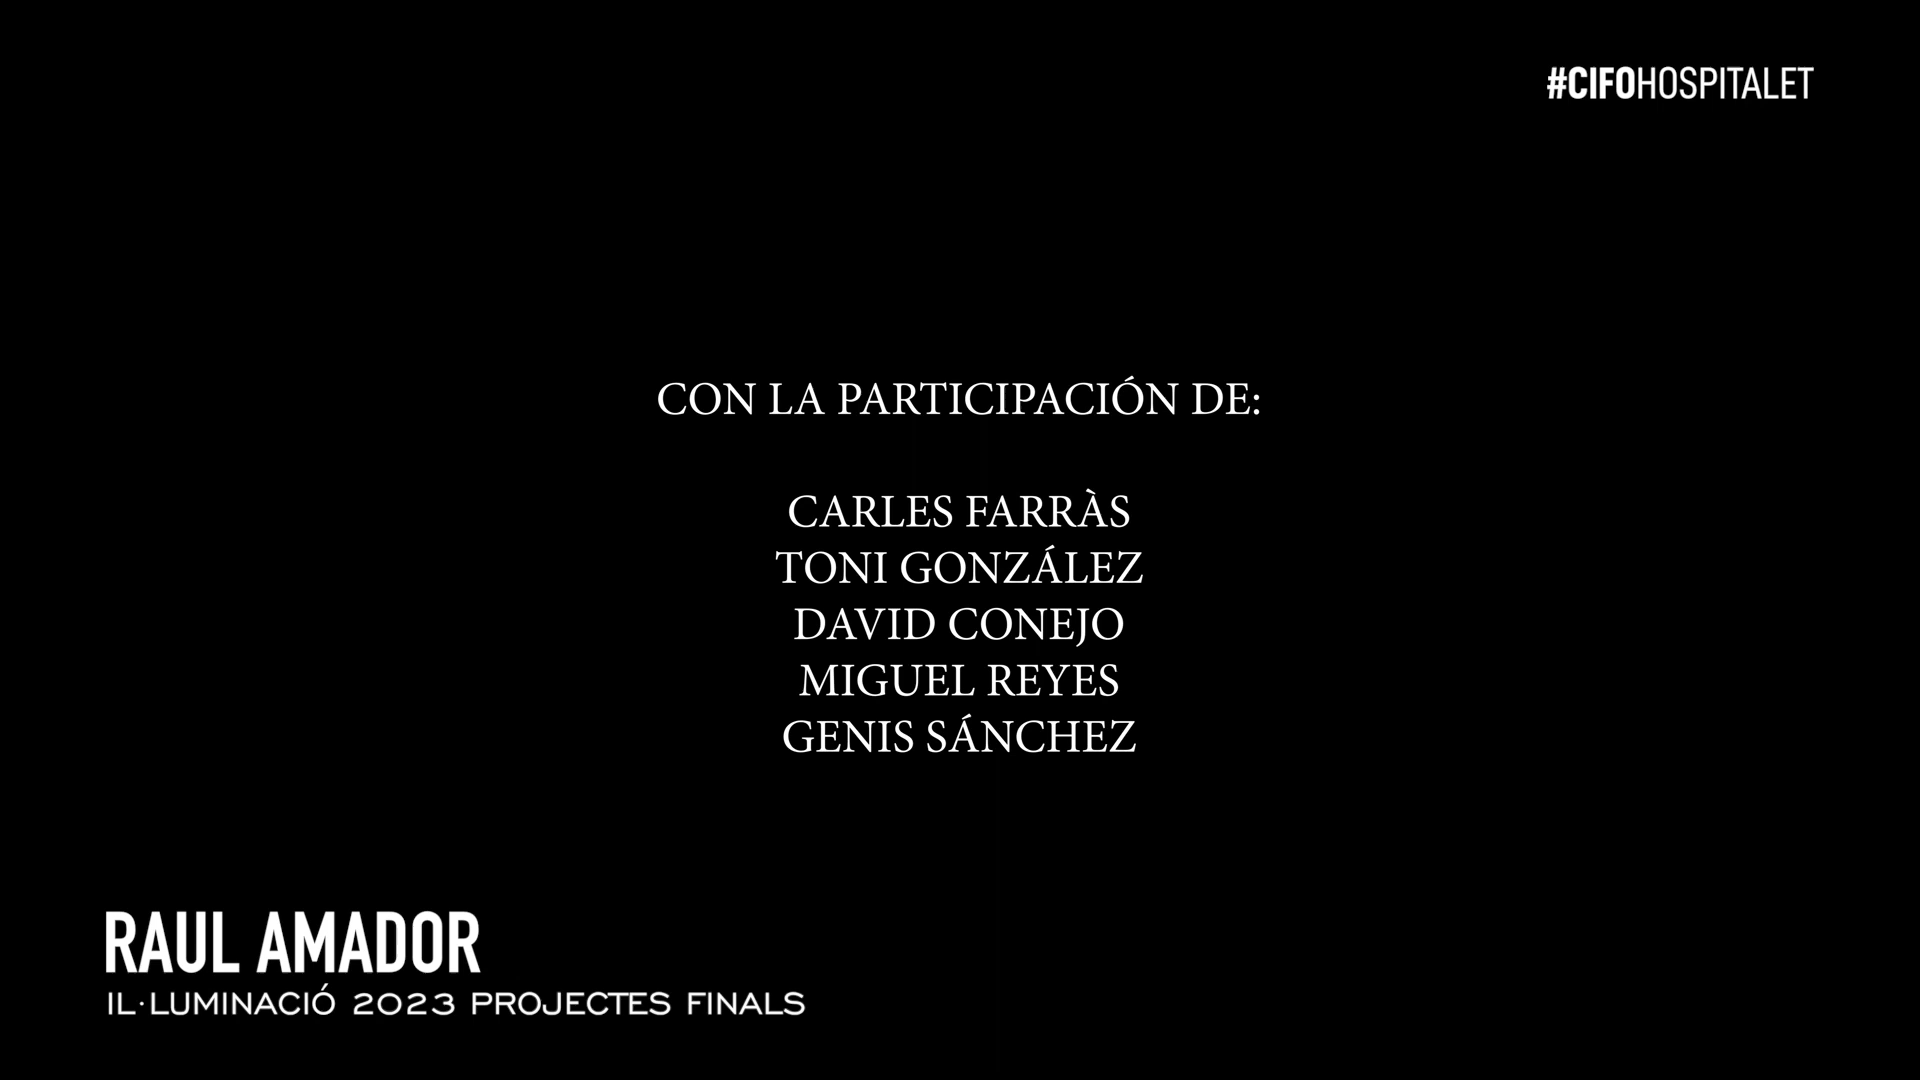 #CIFOHOSPITALET
CON LA PARTICIPACIÓN DE:
CARLES FARRÀS
TONI GONZÁLEZ
DAVID CONEJO
MIGUEL REYES
GENIS SÁNCHEZ
RAUL AMADOR
IL·LUMINACIÓ 2023 PROJECTES FINALS